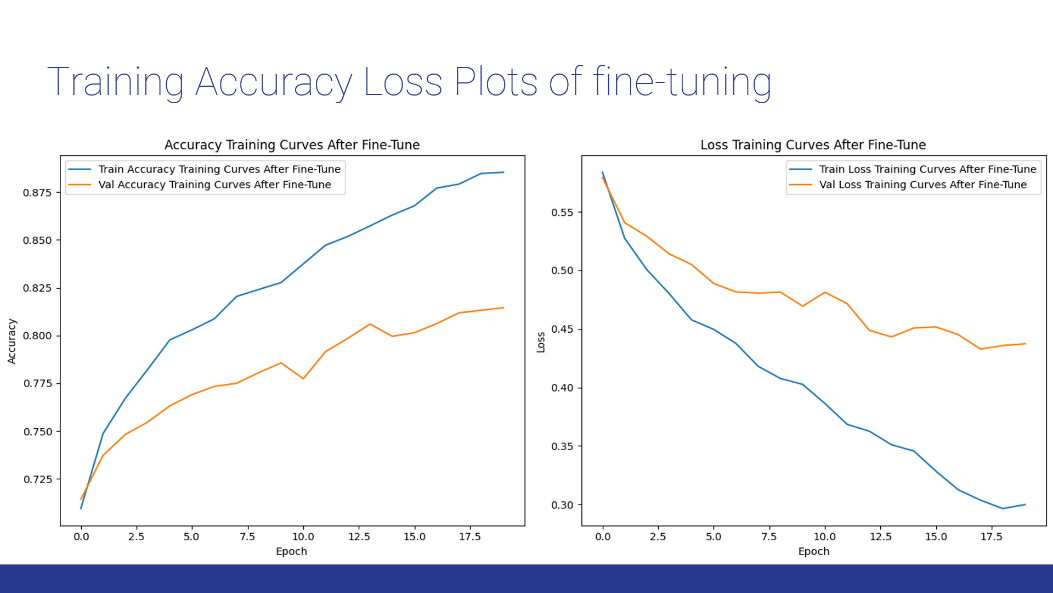 Training Accuracy Loss Plots of fine-tuning
Accuracy Training Curves After Fine-Tune
Train Accuracy Training Curves After Fine-Tune
Val Accuracy Training Curves After Fine-Tune
0.875
0.850
0.825
0.800
0.775
0.750
0.725
Accuracy
0.0 2.5 5.0 7.5 10.0 12.5 15.0 17.5
Epoch
Loss Training Curves After Fine-Tune
Train Loss Training Curves After Fine-Tune
Val Loss Training Curves After Fine-Tune
0.55
0.50
0.45
0.40
0.35
0.30
Loss
0.0 2.5 5.0 7.5 10.0 12.5 15.0 17.5
Epoch